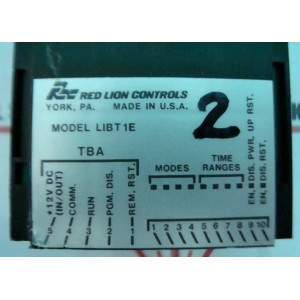 RED LION CONTROLS
YORK, PA. MADE IN U.S.A.
MODEL LIBT1E
2
TBA
MODES
TIME
RANGES
+12V DC
(IN/OUT)
COMM.
RUN
PGM. DIS.
REM. RST.
EN. DIS. PWR. UP RST.
EN. DIS. RST.
5 4 3 2 1
1 2 3 4 5 6 7 8 9 10